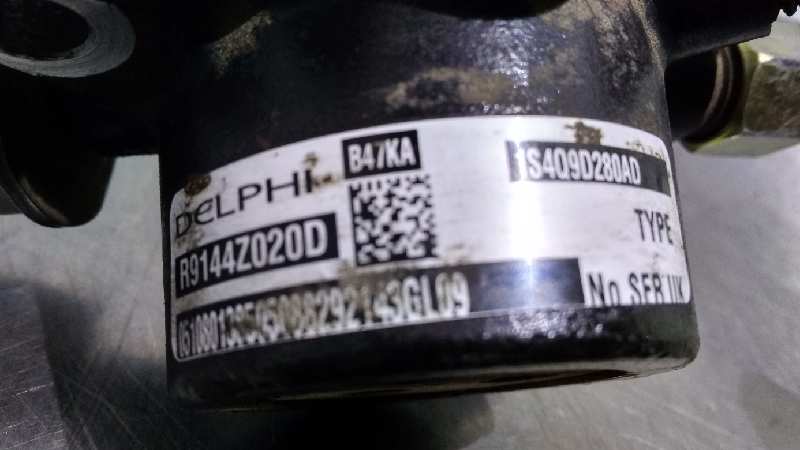 DELPHI
B47KA
R9144Z020D
1S4Q9D280AD
TYPE
No SER UK